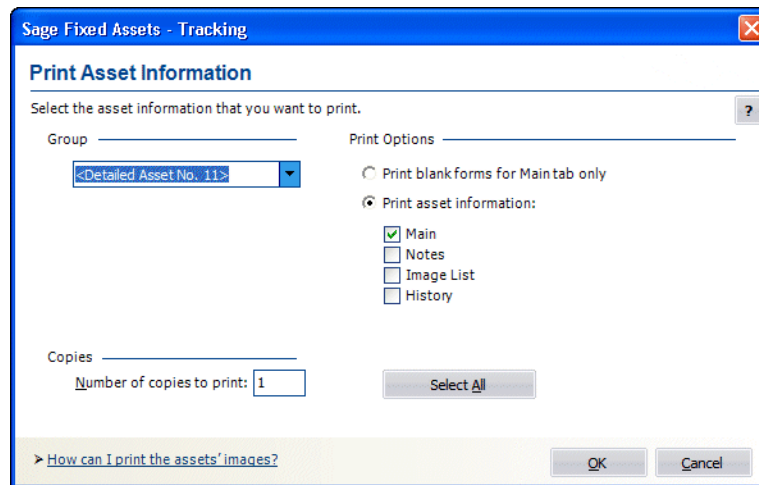 Sage Fixed Assets - Tracking
Print Asset Information
Select the asset information that you want to print.
?
Group
<Detailed Asset No. 11>
Print Options
Print blank forms for Main tab only
Print asset information:
Main
Notes
Image List
History
Copies
Number of copies to print: 1
Select All
How can I print the assets' images?
OK
Cancel